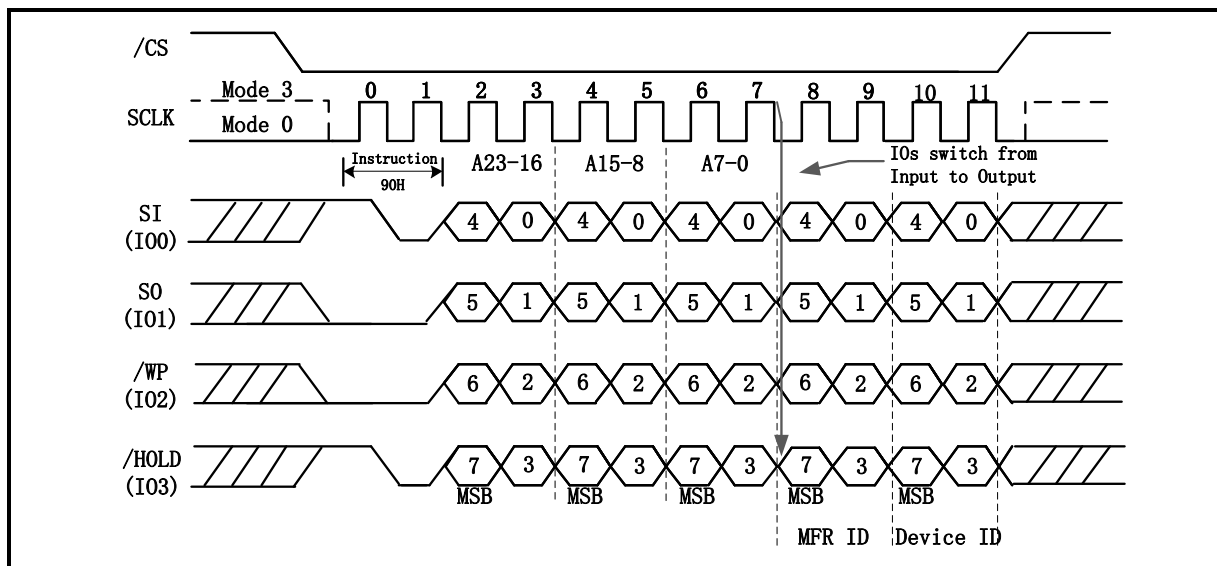 /CS
Mode 3
0 1 2 3 4 5 6 7 8 9 10 11
SCLK
Mode 0
Instruction
90H
A23-16 A15-8 A7-0
IOs switch from
Input to Output
SI
(IO0)
4 0 4 0 4 0 4 0 4 0
SO
(IO1)
5 1 5 1 5 1 5 1 5 1
/WP
(IO2)
6 2 6 2 6 2 6 2 6 2
/HOLD
(IO3)
7 3 7 3 7 3 7 3 7 3
MSB MSB MSB MSB MSB
MFR ID Device ID